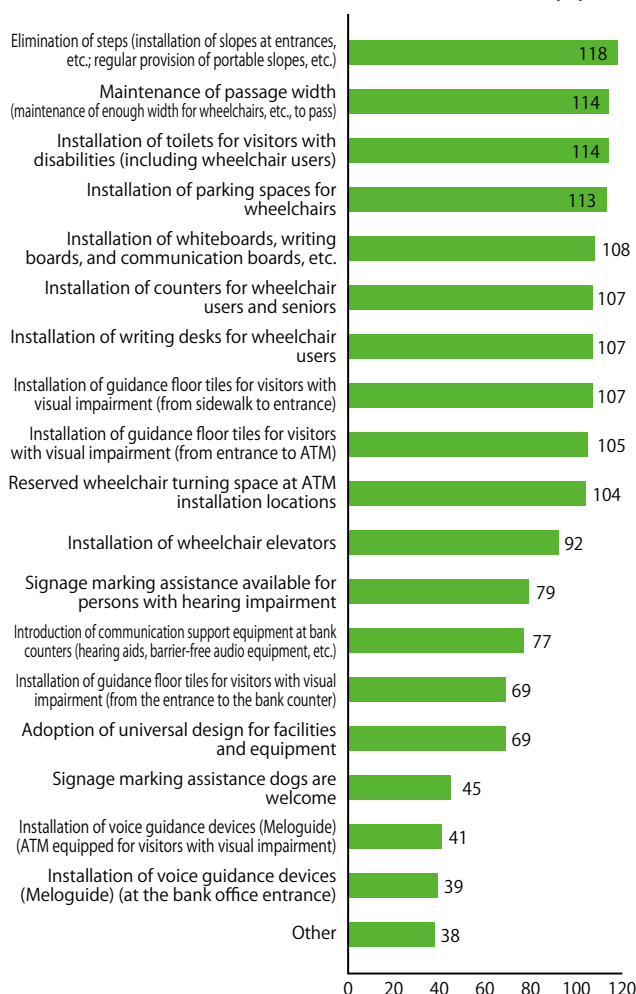 Elimination of steps (installation of slopes at entrances,
etc.; regular provision of portable slopes, etc.)
118
Maintenance of passage width
(maintenance of enough width for wheelchairs, etc., to pass)
114
Installation of toilets for visitors with
disabilities (including wheelchair users)
114
Installation of parking spaces for
wheelchairs
113
Installation of whiteboards, writing
boards, and communication boards, etc.
108
Installation of counters for wheelchair
users and seniors
107
Installation of writing desks for wheelchair
users
107
Installation of guidance floor tiles for visitors with
visual impairment (from sidewalk to entrance)
107
Installation of guidance floor tiles for visitors
with visual impairment (from entrance to ATM)
105
Reserved wheelchair turning space at ATM
installation locations
104
Installation of wheelchair elevators
92
Signage marking assistance available for
persons with hearing impairment
79
Introduction of communication support equipment at bank
counters (hearing aids, barrier-free audio equipment, etc.)
77
Installation of guidance floor tiles for visitors with visual
impairment (from the entrance to the bank counter)
69
Adoption of universal design for facilities
and equipment
69
Signage marking assistance dogs are
welcome
45
Installation of voice guidance devices (Meloguide)
(ATM equipped for visitors with visual impairment)
41
Installation of voice guidance devices
(Meloguide) (at the bank office entrance)
39
Other
38
0 20 40 60 80 100 120